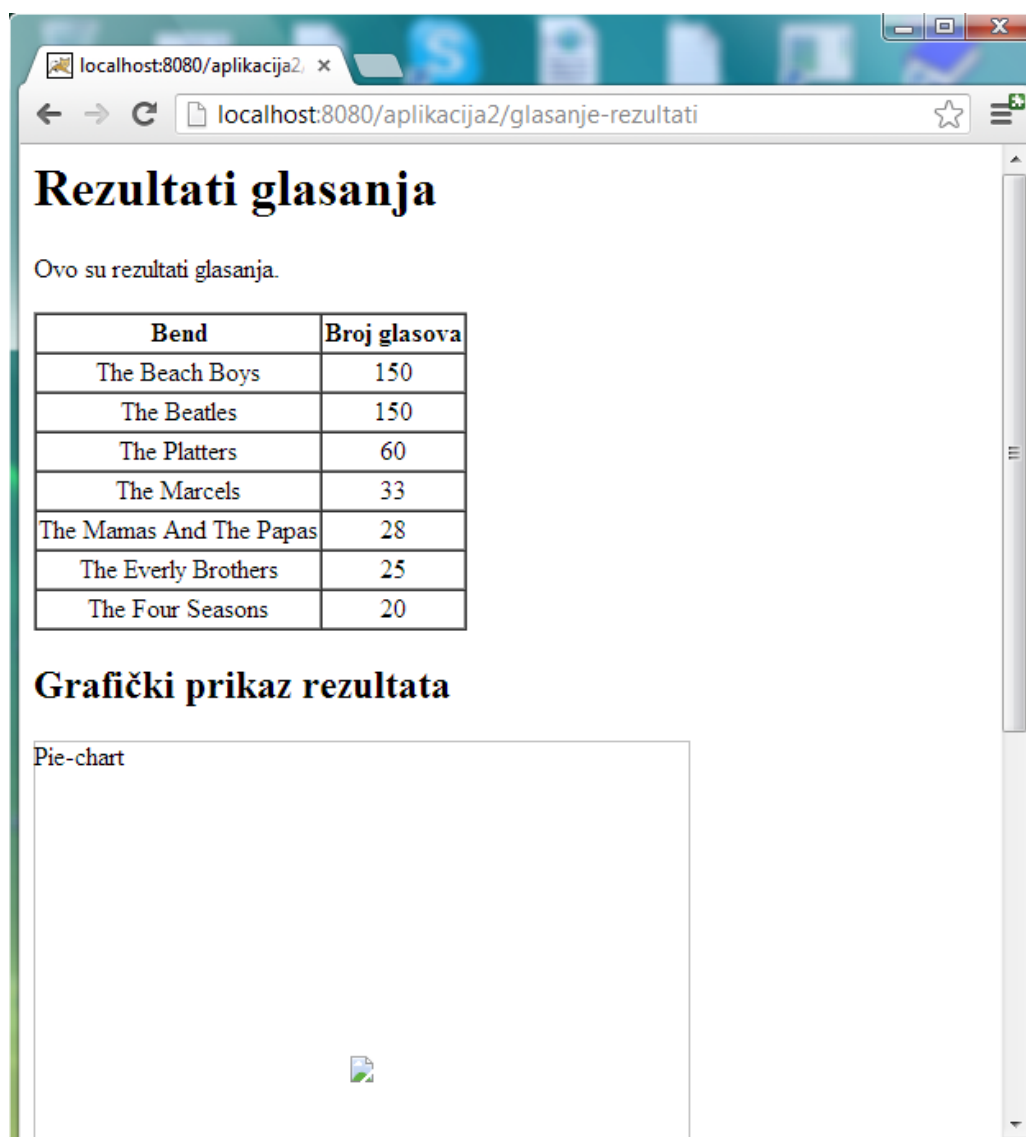 localhost:8080/aplikacija2/
localhost:8080/aplikacija2/glasanje-rezultati
Rezultati glasanja
Ovo su rezultati glasanja.
Bend Broj glasova
The Beach Boys 150
The Beatles 150
The Platters 60
The Marcels 33
The Mamas And The Papas 28
The Everly Brothers 25
The Four Seasons 20
Grafički prikaz rezultata
Pie-chart